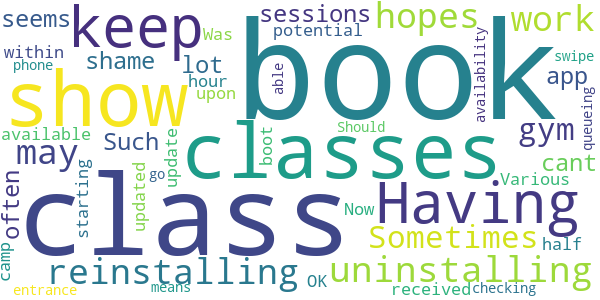 seems
keep
sessions
hopes
work
within
shame
Was
potential
swipe
phone
show
lot
hour
upon
able
book
availability
app
queueing
available
may
Such
update
boot
Should
classes
gym
cant
often
starting
updated
go
class
Now
Various
Having
Sometimes
half
camp
reinstalling
OK
uninstalling
entrance
means
received
checking